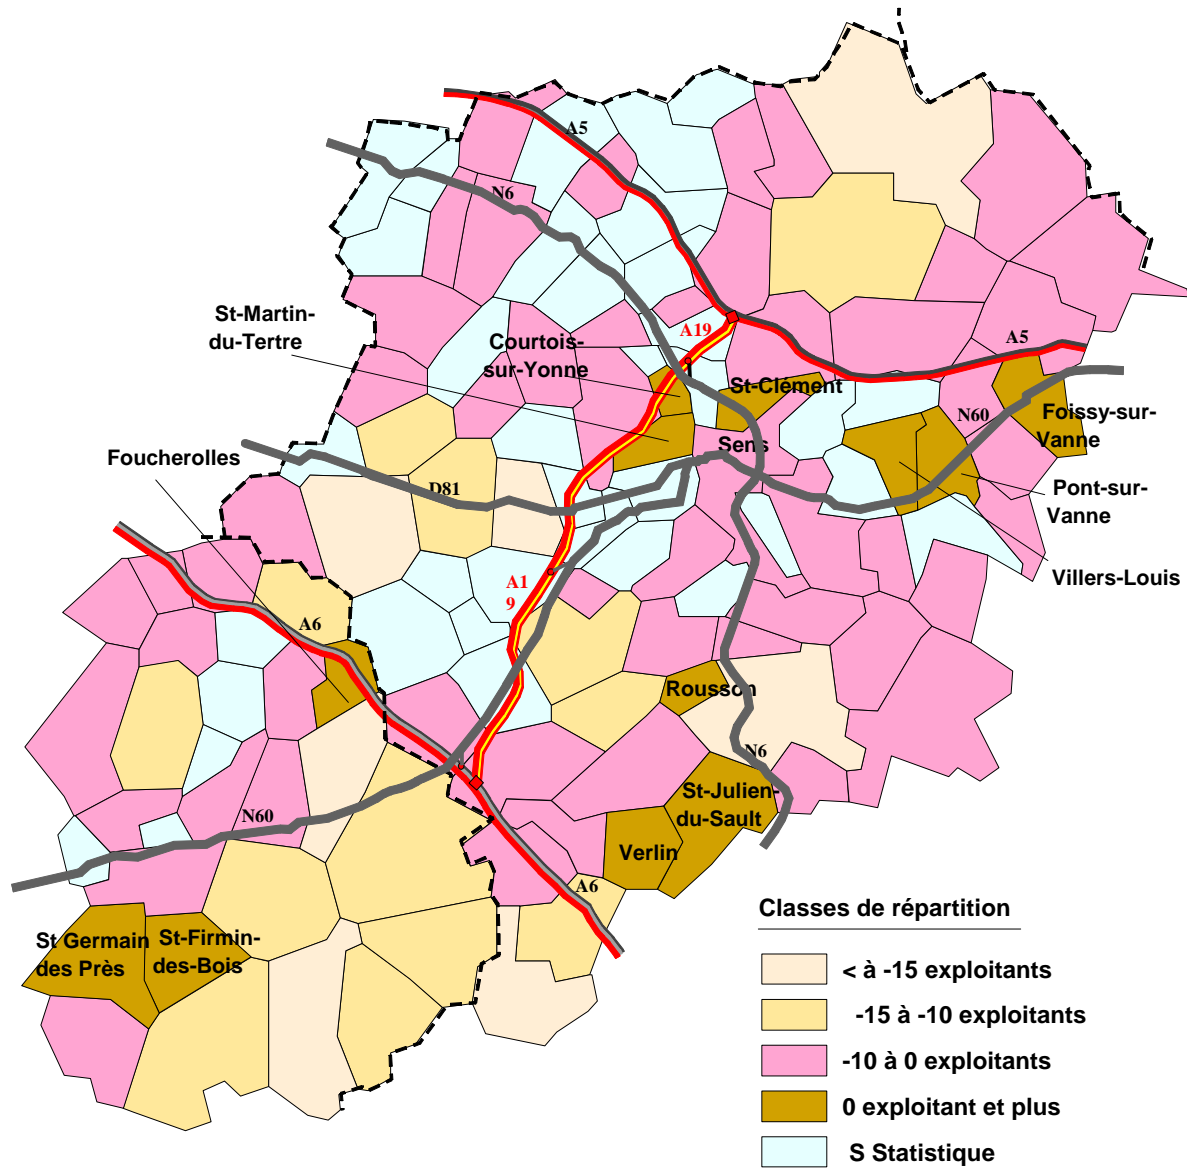 A5
N6
St-Martin-
du-Tertre
Courtois-
sur-Yonne
A19
A5
St-Clément
N60
Foissy-sur-
Vanne
Sens
Foucherolles
D81
Pont-sur-
Vanne
A1
9
Villers-Louis
A6
Rousson
N6
St-Julien-
du-Sault
N60
Verlin
A6
St Germain
des Près
St-Firmin-
des-Bois
Classes de répartition
< à -15 exploitants
-15 à -10 exploitants
-10 à 0 exploitants
0 exploitant et plus
S Statistique